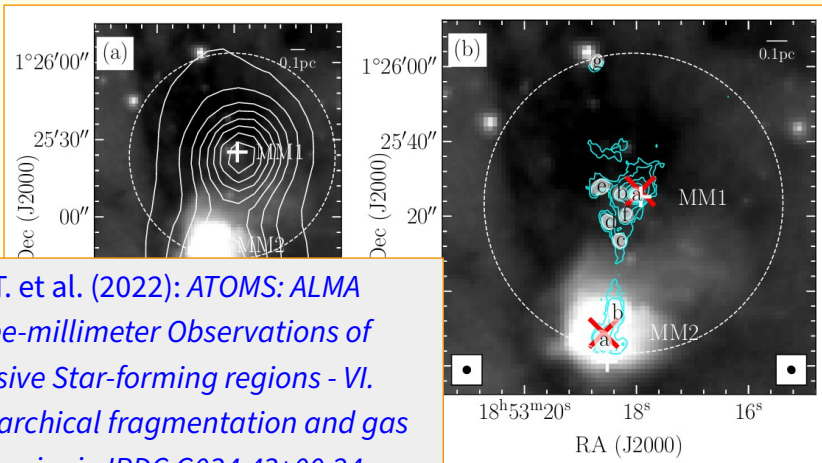 (a)
0.1pc
1°26′00″
25′30″
00″
Dec (J2000)
MM1
MM2
(b)
0.1pc
1°26′00″
25′40″
20″
Dec (J2000)
g
e
b
a
f
d
c
MM1
b
a
MM2
18h53m20s
18s
16s
RA (J2000)
T. et al. (2022): ATOMS: ALMA
ee-millimeter Observations of
sive Star-forming regions - VI.
archical fragmentation and gas